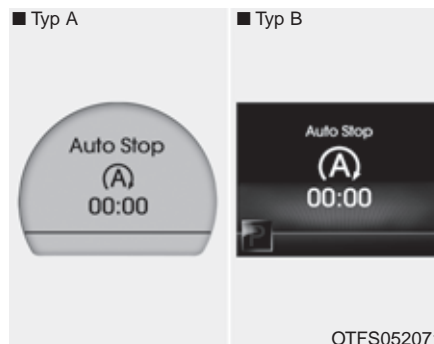 ■ Typ A
Auto Stop
(A)
00:00
■ Typ B
Auto Stop
(A)
00:00
P
OTFS05207